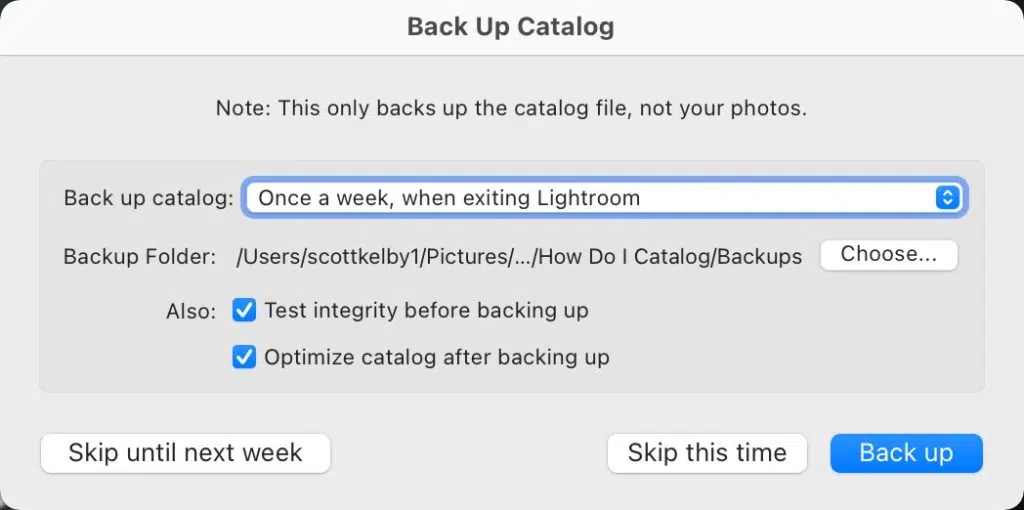 Back Up Catalog
Note: This only backs up the catalog file, not your photos.
Back up catalog: Once a week, when exiting Lightroom
Backup Folder: /Users/scottkelby1/Pictures/.../How Do I Catalog/Backups Choose...
Also: Test integrity before backing up
Optimize catalog after backing up
Skip until next week Skip this time Back up